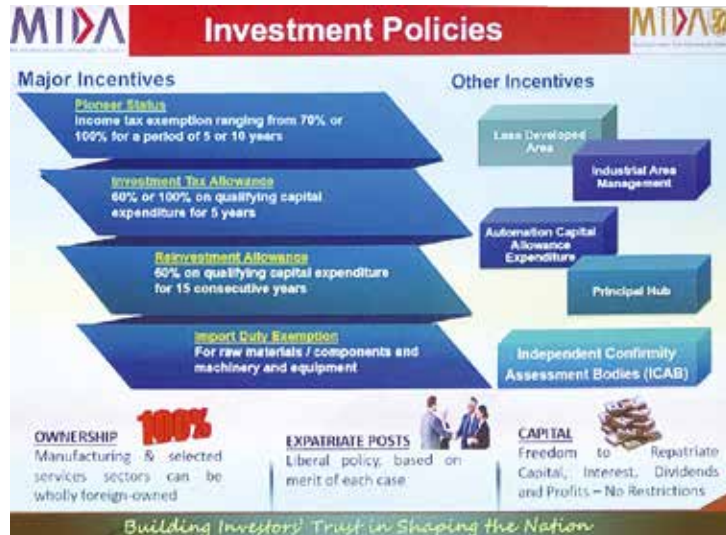 MIDA
Investment Policies
MIDA
Major Incentives
Other Incentives
Pioneer Status
Income tax exemption ranging from 70% or
100% for a period of 5 or 10 years
Investment Tax Allowance
60% or 100% on qualifying capital
expenditure for 5 years
Reinvestment Allowance
60% on qualifying capital expenditure
for 15 consecutive years
Import Duty Exemption
For raw materials / components and
machinery and equipment
Less Developed
Area
Industrial Area
Management
Automation Capital
Allowance
Expenditure
Principal Hub
Independent Confirmity
Assessment Bodies (ICAB)
OWNERSHIP
100%
Manufacturing & selected
services sectors can be
wholly foreign-owned
EXPATRIATE POSTS
Liberal policy, based on
merit of each case
CAPITAL
Freedom to Repatriate
Capital, Interest, Dividends
and Profits – No Restrictions
Building Investors' Trust in Shaping the Nation